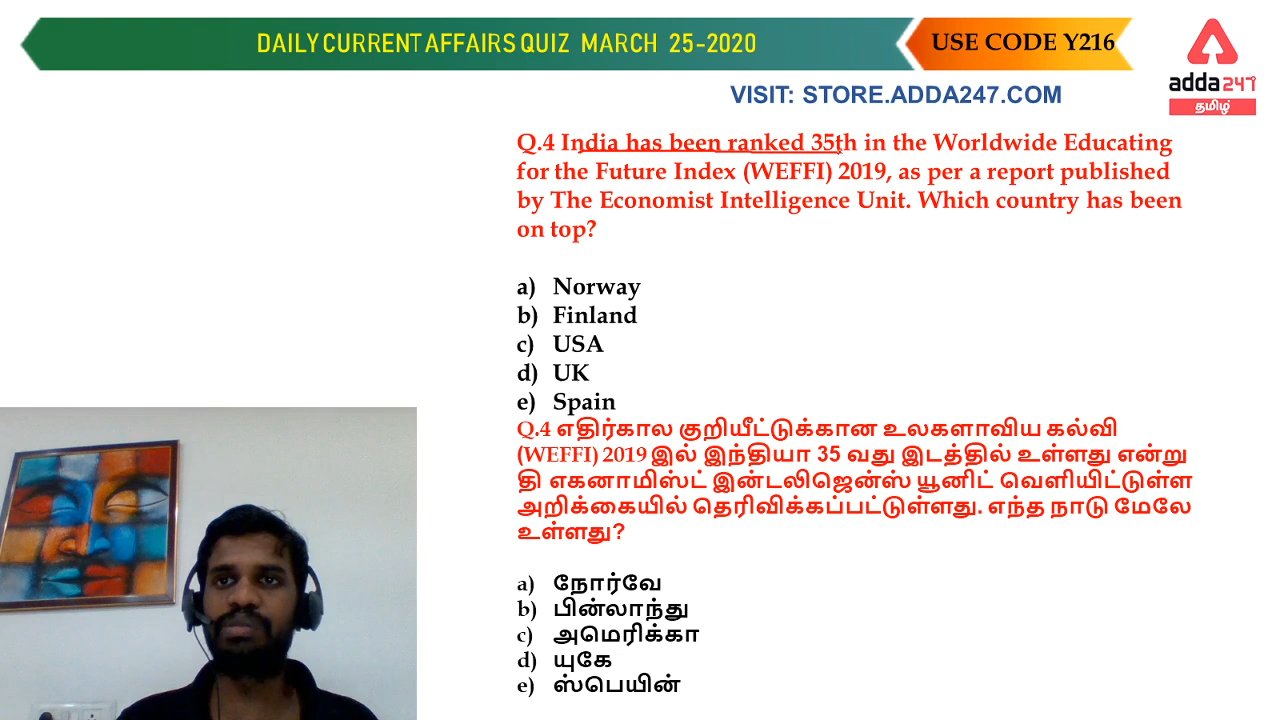 DAILY CURRENT AFFAIRS QUIZ MARCH 25-2020
USE CODE Y216
adda247
தமிழ்
VISIT: STORE.ADDA247.COM
Q.4 India has been ranked 35th in the Worldwide Educating
for the Future Index (WEFFI) 2019, as per a report published
by The Economist Intelligence Unit. Which country has been
on top?
a) Norway
b) Finland
c) USA
d) UK
e) Spain
Q.4 எதிர்கால குறியீட்டுக்கான உலகளாவிய கல்வி
(WEFFI) 2019 இல் இந்தியா 35 வது இடத்தில் உள்ளது என்று
தி எகனாமிஸ்ட் இன்டலிஜென்ஸ் யூனிட் வெளியிட்டுள்ள
அறிக்கையில் தெரிவிக்கப்பட்டுள்ளது. எந்த நாடு மேலே
உள்ளது?
a) நோர்வே
b) பின்லாந்து
c) அமெரிக்கா
d) யுகே
e) ஸ்பெயின்